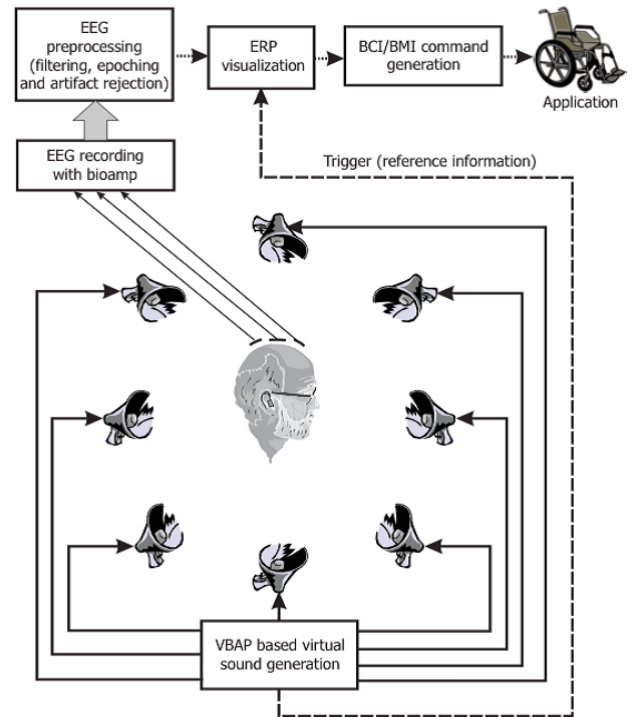 EEG
preprocessing
(filtering, epoching
and artifact rejection)
ERP
visualization
BCI/BMI command
generation
Application
EEG recording
with bioamp
Trigger (reference information)
VBAP based virtual
sound generation